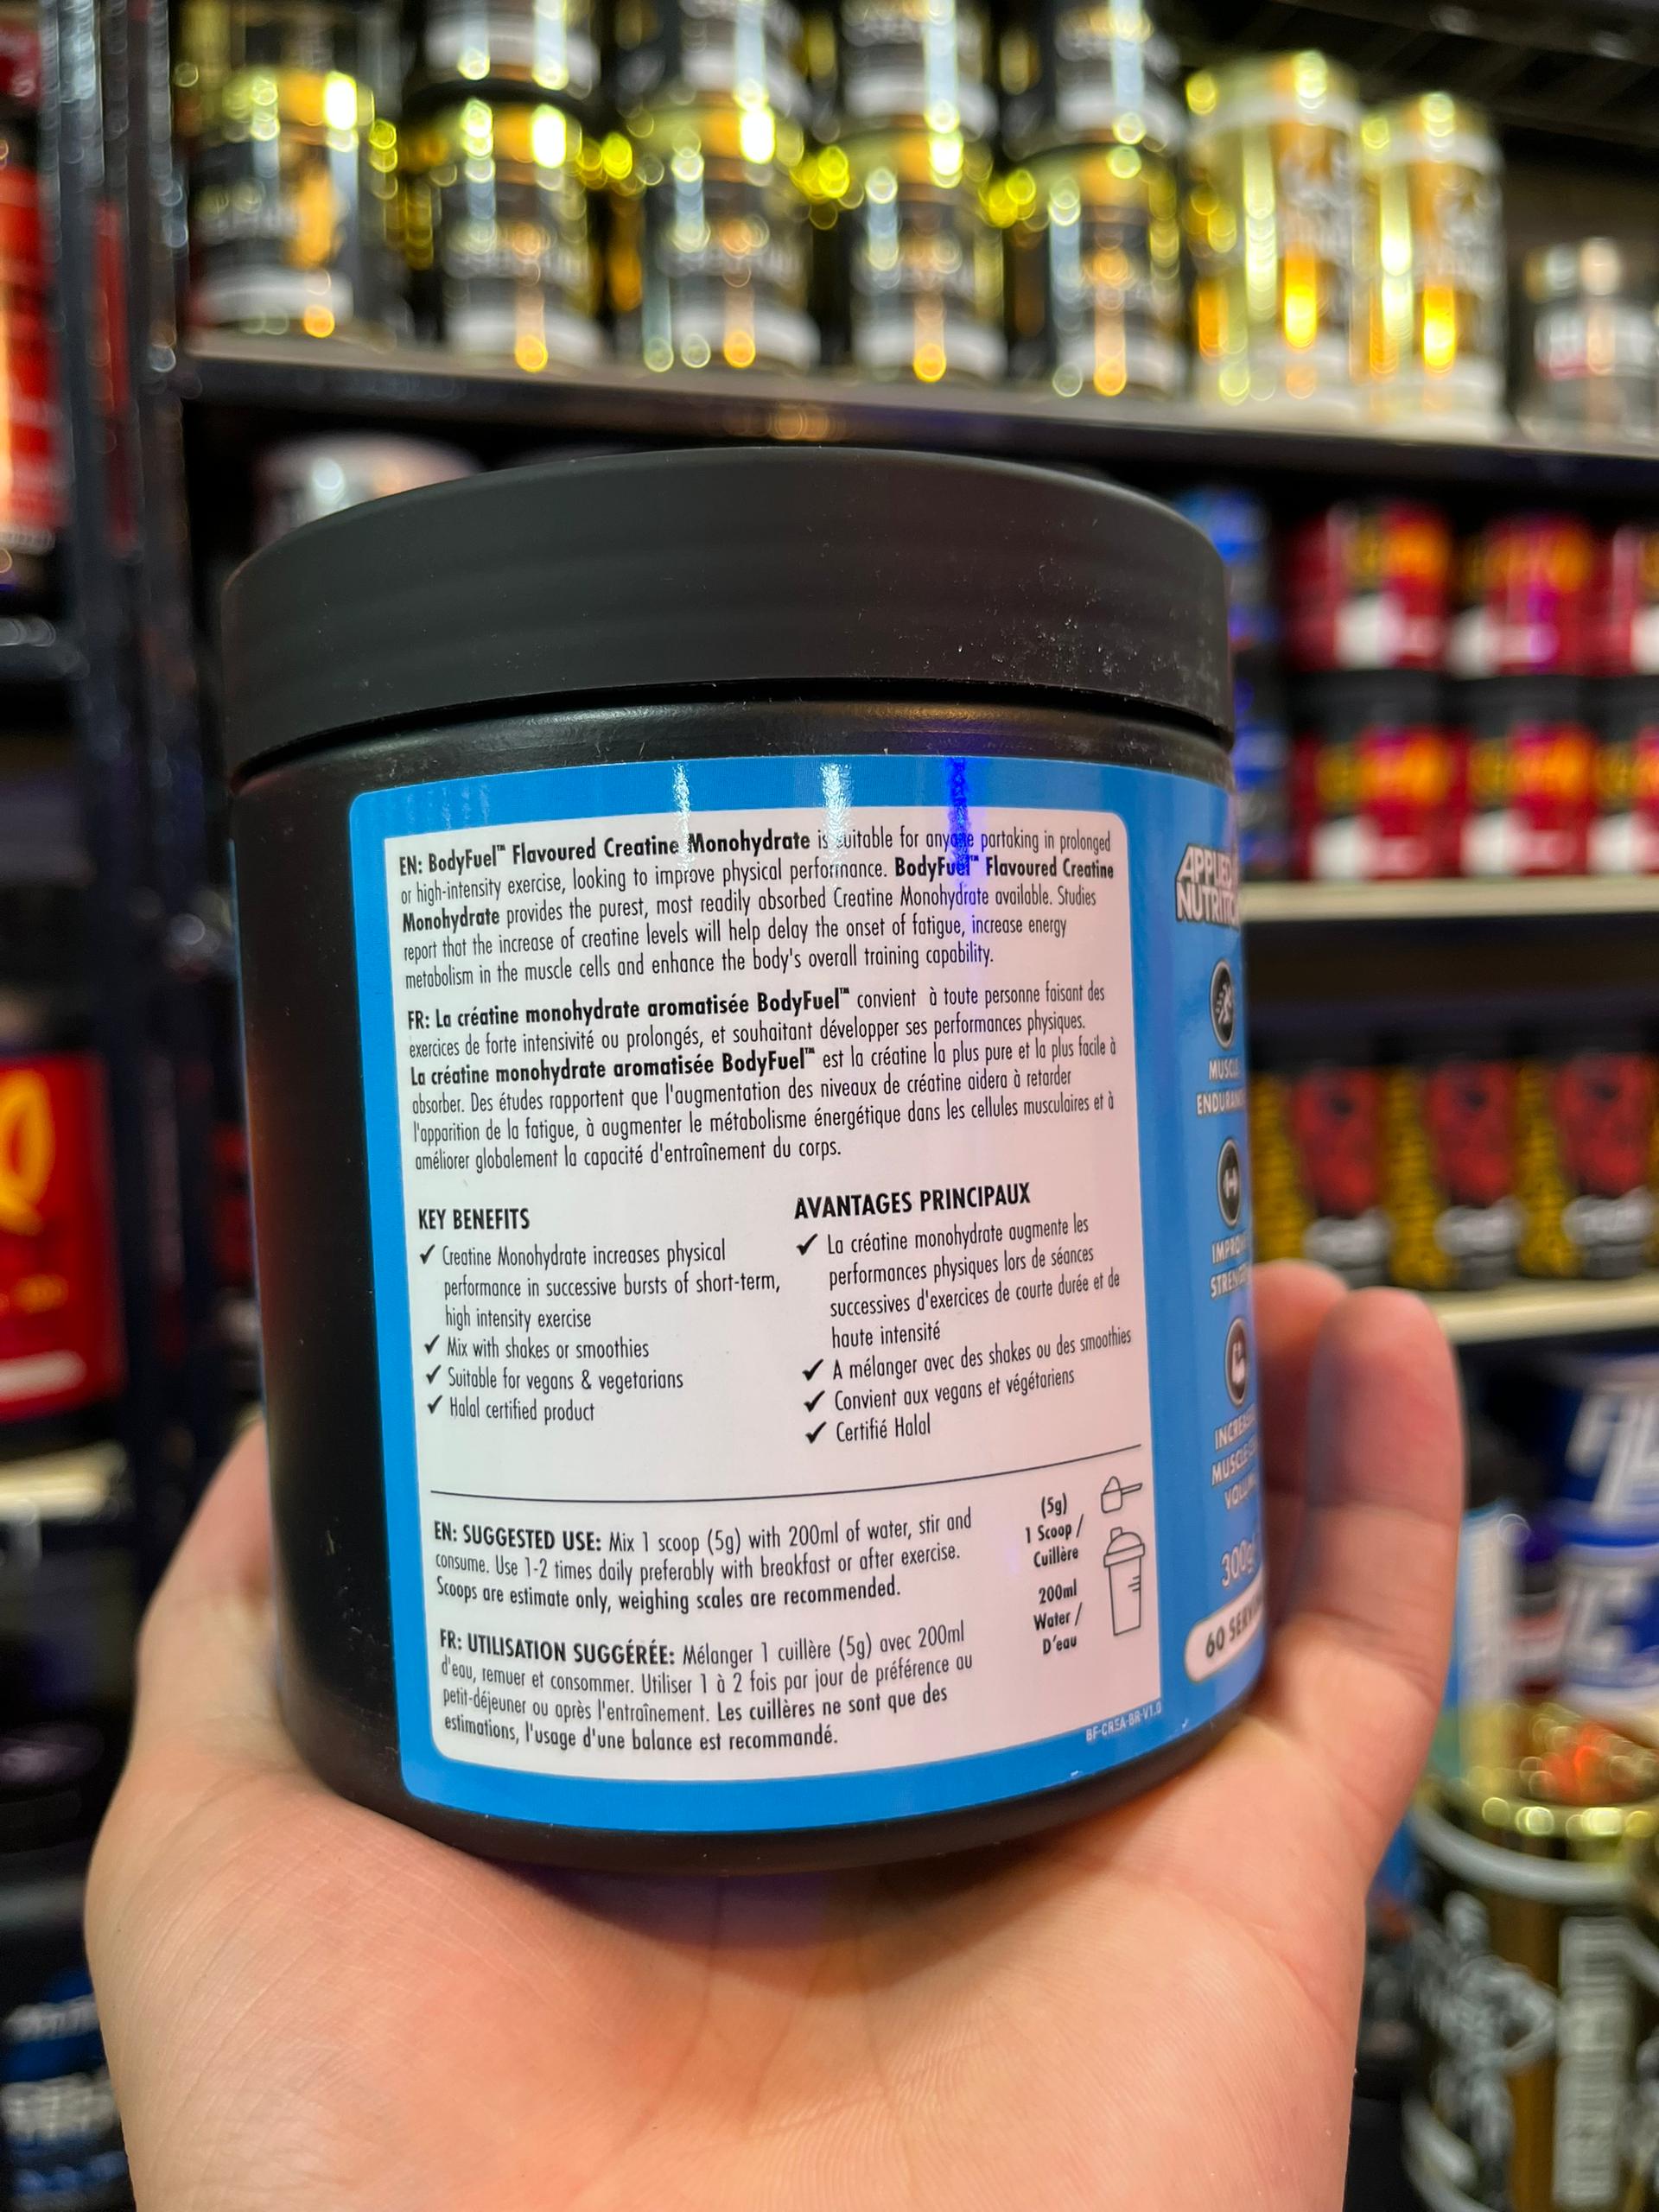 EN: BodyFuel™ Flavoured Creatine Monohydrate is suitable for anyone partaking in prolonged
or high-intensity exercise, looking to improve physical performance. BodyFuel™ Flavoured Creatine
Monohydrate provides the purest, most readily absorbed Creatine Monohydrate available. Studies
report that the increase of creatine levels will help delay the onset of fatigue, increase energy
metabolism in the muscle cells and enhance the body's overall training capability.
FR: La créatine monohydrate aromatisée BodyFuel™ convient à toute personne faisant des
exercices de forte intensivité ou prolongés, et souhaitant développer ses performances physiques.
La créatine monohydrate aromatisée BodyFuel™ est la créatine la plus pure et la plus facile à
absorber. Des études rapportent que l'augmentation des niveaux de créatine aidera à retarder
l'apparition de la fatigue, à augmenter le métabolisme énergétique dans les cellules musculaires et à
améliorer globalement la capacité d'entraînement du corps.
KEY BENEFITS
✓ Creatine Monohydrate increases physical
performance in successive bursts of short-term,
high intensity exercise
✓ Mix with shakes or smoothies
✓ Suitable for vegans & vegetarians
✓ Halal certified product
AVANTAGES PRINCIPAUX
✓ La créatine monohydrate augmente les
performances physiques lors de séances
successives d'exercices de courte durée et de
haute intensité
✓ A mélanger avec des shakes ou des smoothies
✓ Convient aux vegans et végétariens
✓ Certifié Halal
EN: SUGGESTED USE: Mix 1 scoop (5g) with 200ml of water, stir and
consume. Use 1-2 times daily preferably with breakfast or after exercise.
Scoops are estimate only, weighing scales are recommended.
FR: UTILISATION SUGGÉRÉE: Mélanger 1 cuillère (5g) avec 200ml
d'eau, remuer et consommer. Utiliser 1 à 2 fois par jour de préférence au
petit-déjeuner ou après l'entraînement. Les cuillères ne sont que des
estimations, l'usage d'une balance est recommandé.
(5g)
1 Scoop /
Cuillère
200ml
Water /
D'eau
BF-CR5A-BR-V1.0
APPLIED
NUTRITION
MUSCLE
ENDURANCE
STRENGTH
MUSCLE
300g
60